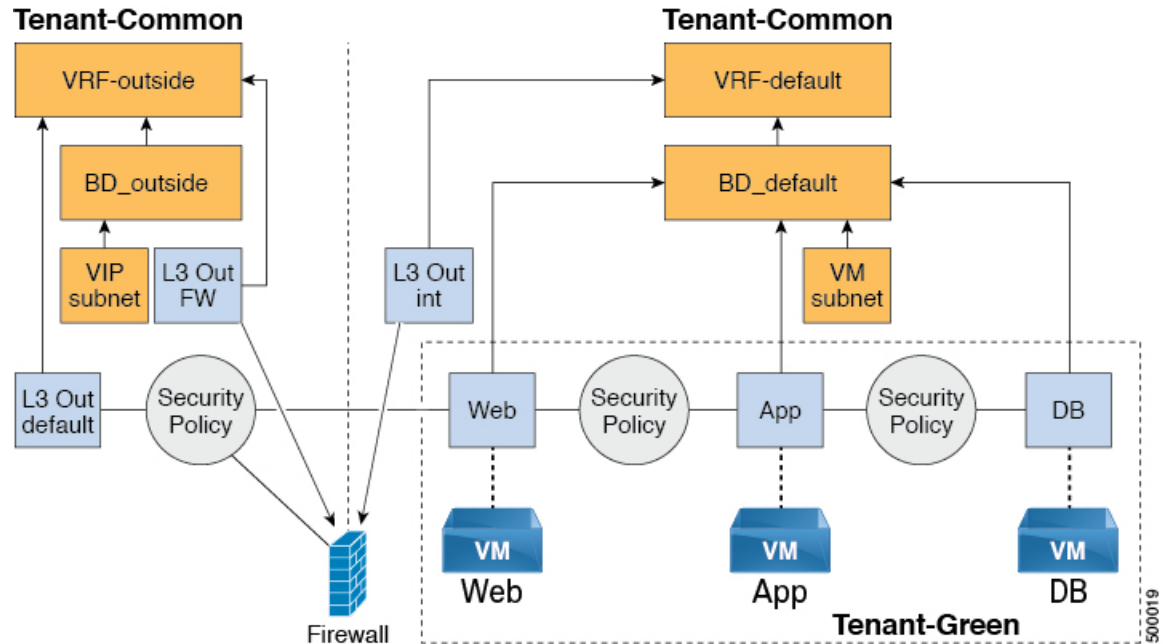 Tenant-Common
Tenant-Common
VRF-outside
VRF-default
BD_outside
BD_default
VIP
subnet
L3 Out
FW
L3 Out
int
VM
subnet
L3 Out
default
Security
Policy
Web
Security
Policy
App
Security
Policy
DB
VM
Web
VM
App
VM
DB
Firewall
Tenant-Green
500019